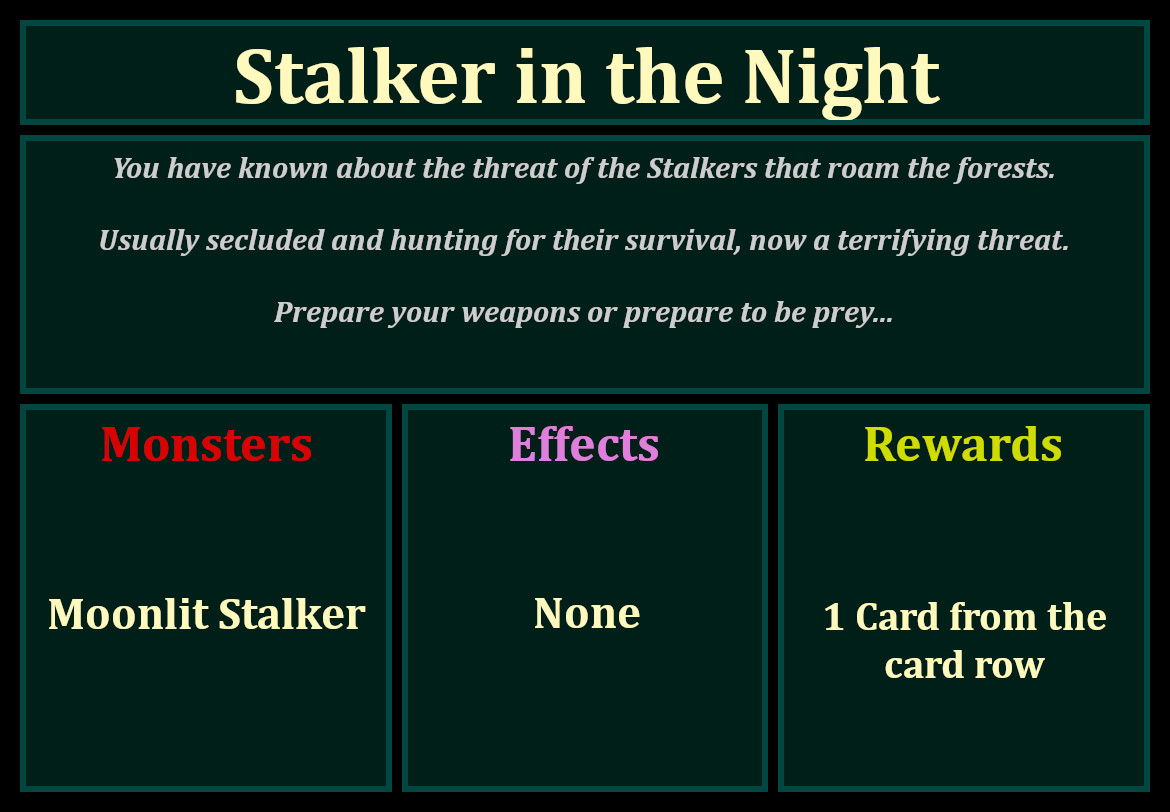 Stalker in the Night
You have known about the threat of the Stalkers that roam the forests.
Usually secluded and hunting for their survival, now a terrifying threat.
Prepare your weapons or prepare to be prey...
Monsters
Moonlit Stalker
Effects
None
Rewards
1 Card from the
card row